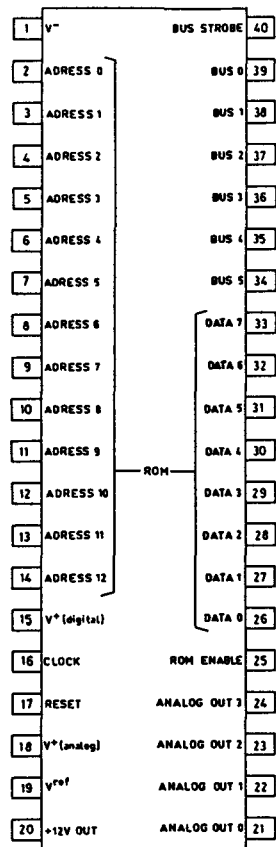 1 V⁻ BUS STROBE 40
2 ADRESS 0 BUS 0 39
3 ADRESS 1 BUS 1 38
4 ADRESS 2 BUS 2 37
5 ADRESS 3 BUS 3 36
6 ADRESS 4 BUS 4 35
7 ADRESS 5 BUS 5 34
8 ADRESS 6 DATA 7 33
9 ADRESS 7 DATA 6 32
10 ADRESS 8 DATA 5 31
11 ADRESS 9 DATA 4 30
ROM
12 ADRESS 10 DATA 3 29
13 ADRESS 11 DATA 2 28
14 ADRESS 12 DATA 1 27
15 V⁺(digital) DATA 0 26
16 CLOCK ROM ENABLE 25
17 RESET ANALOG OUT 3 24
18 V⁺(analog) ANALOG OUT 2 23
19 Vref ANALOG OUT 1 22
20 +12V OUT ANALOG OUT 0 21